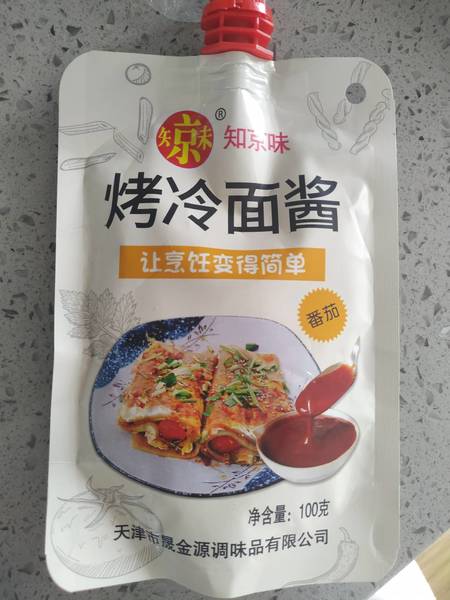 知京味
®
知京味
烤冷面酱
让烹饪变得简单
番茄
净含量：100克
天津市晟金源调味品有限公司